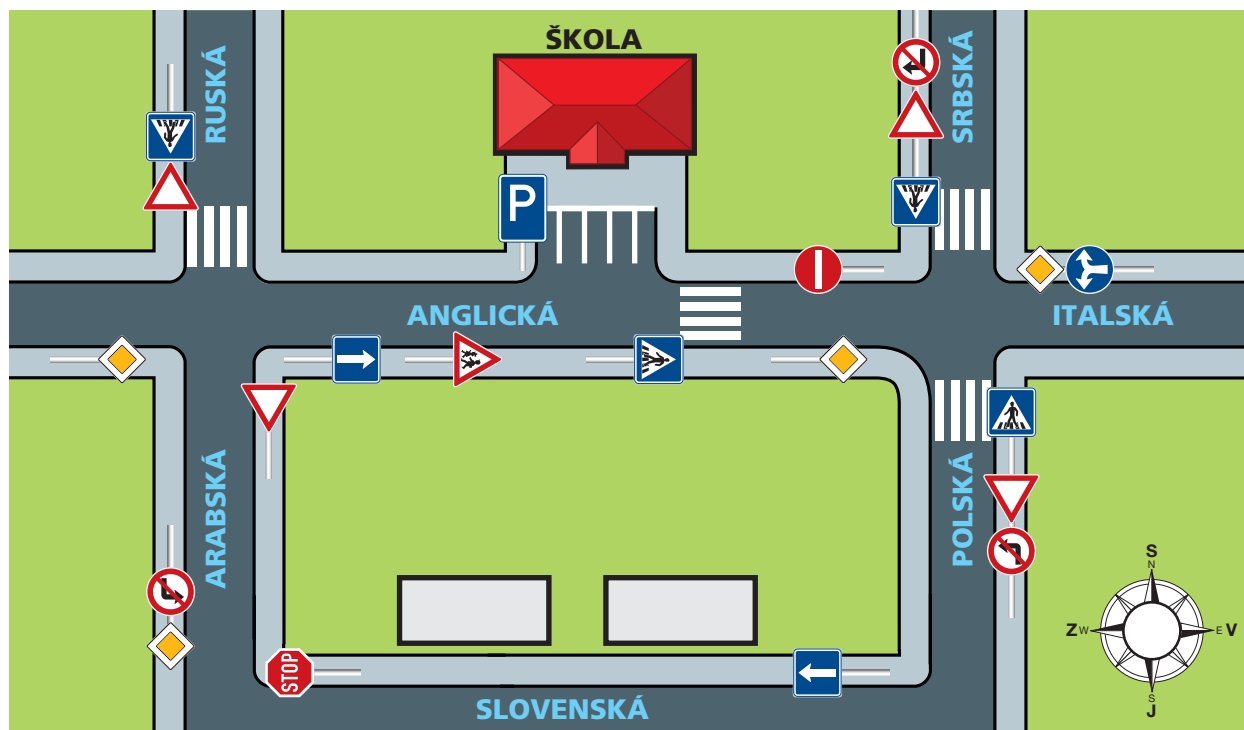 ŠKOLA
RUSKÁ
SRBSKÁ
P
ANGLICKÁ
ITALSKÁ
ARABSKÁ
POLSKÁ
STOP
SLOVENSKÁ
S
N
Z W
E V
S
J